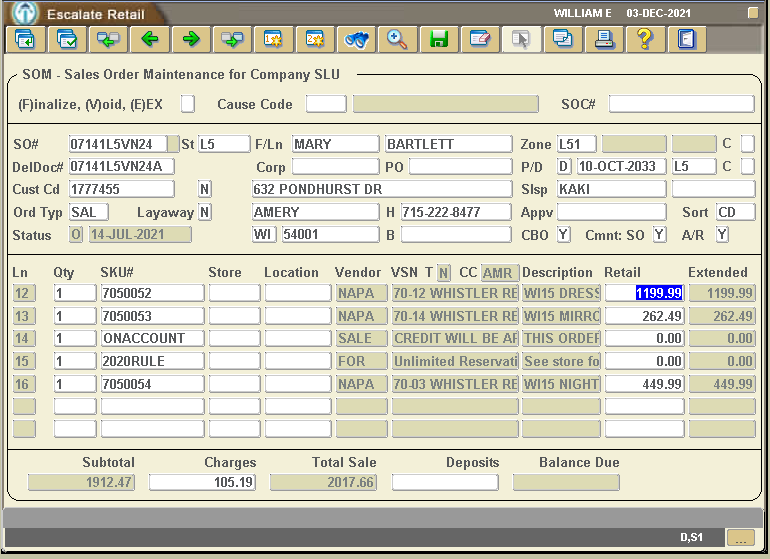 Escalate Retail WILLIAM E 03-DEC-2021
SOM - Sales Order Maintenance for Company SLU
(F)inalize, (V)oid, (E)EX Cause Code SOC#
SO# 07141L5VN24 St L5 F/Ln MARY BARTLETT Zone L51 C
DelDoc# 07141L5VN24A Corp PO P/D D 10-OCT-2033 L5 C
Cust Cd 1777455 N 632 PONDHURST DR Slsp KAKI
Ord Typ SAL Layaway N AMERY H 715-222-8477 Appv Sort CD
Status O 14-JUL-2021 WI 54001 B CBO Y Cmnt: SO Y A/R Y
Ln Qty SKU# Store Location Vendor VSN T N CC AMR Description Retail Extended
12 1 7050052 NAPA 70-12 WHISTLER RE WI15 DRESS 1199.99 1199.99
13 1 7050053 NAPA 70-14 WHISTLER RE WI15 MIRRO 262.49 262.49
14 1 ONACCOUNT SALE CREDIT WILL BE AF THIS ORDER 0.00 0.00
15 1 2020RULE FOR Unlimited Reservati See store fo 0.00 0.00
16 1 7050054 NAPA 70-03 WHISTLER RE WI15 NIGHT 449.99 449.99
Subtotal Charges Total Sale Deposits Balance Due
1912.47 105.19 2017.66
D,S1 ...